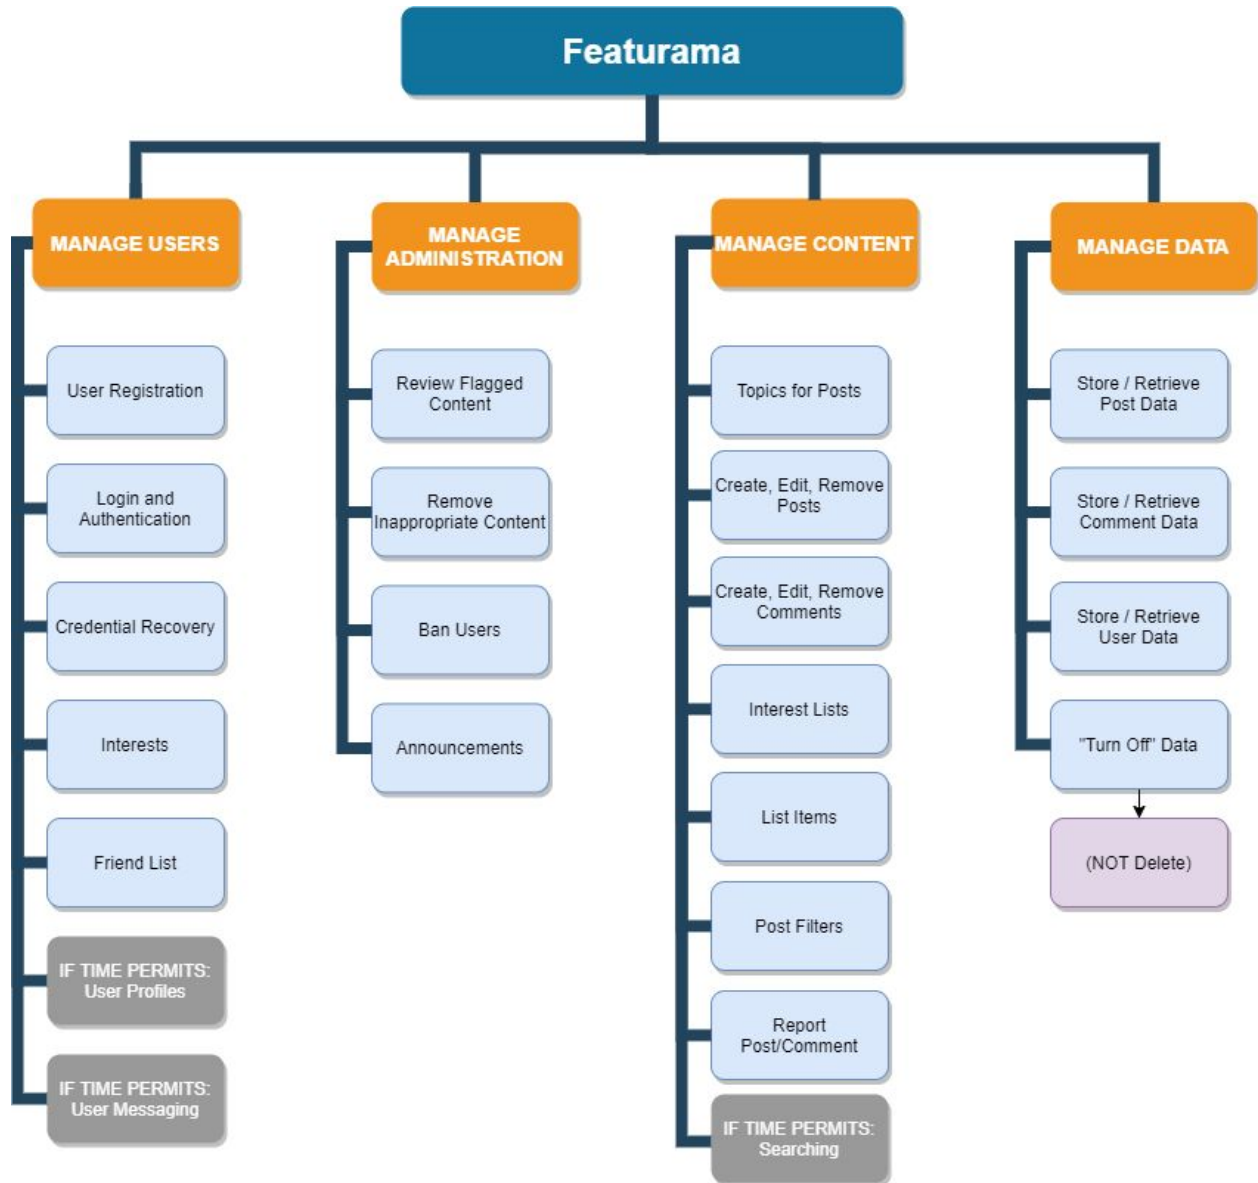 Featurama
MANAGE USERS
User Registration
Login and
Authentication
Credential Recovery
Interests
Friend List
IF TIME PERMITS:
User Profiles
IF TIME PERMITS:
User Messaging
MANAGE
ADMINISTRATION
Review Flagged
Content
Remove
Inappropriate Content
Ban Users
Announcements
MANAGE CONTENT
Topics for Posts
Create, Edit, Remove
Posts
Create, Edit, Remove
Comments
Interest Lists
List Items
Post Filters
Report
Post/Comment
IF TIME PERMITS:
Searching
MANAGE DATA
Store / Retrieve
Post Data
Store / Retrieve
Comment Data
Store / Retrieve
User Data
"Turn Off" Data
(NOT Delete)